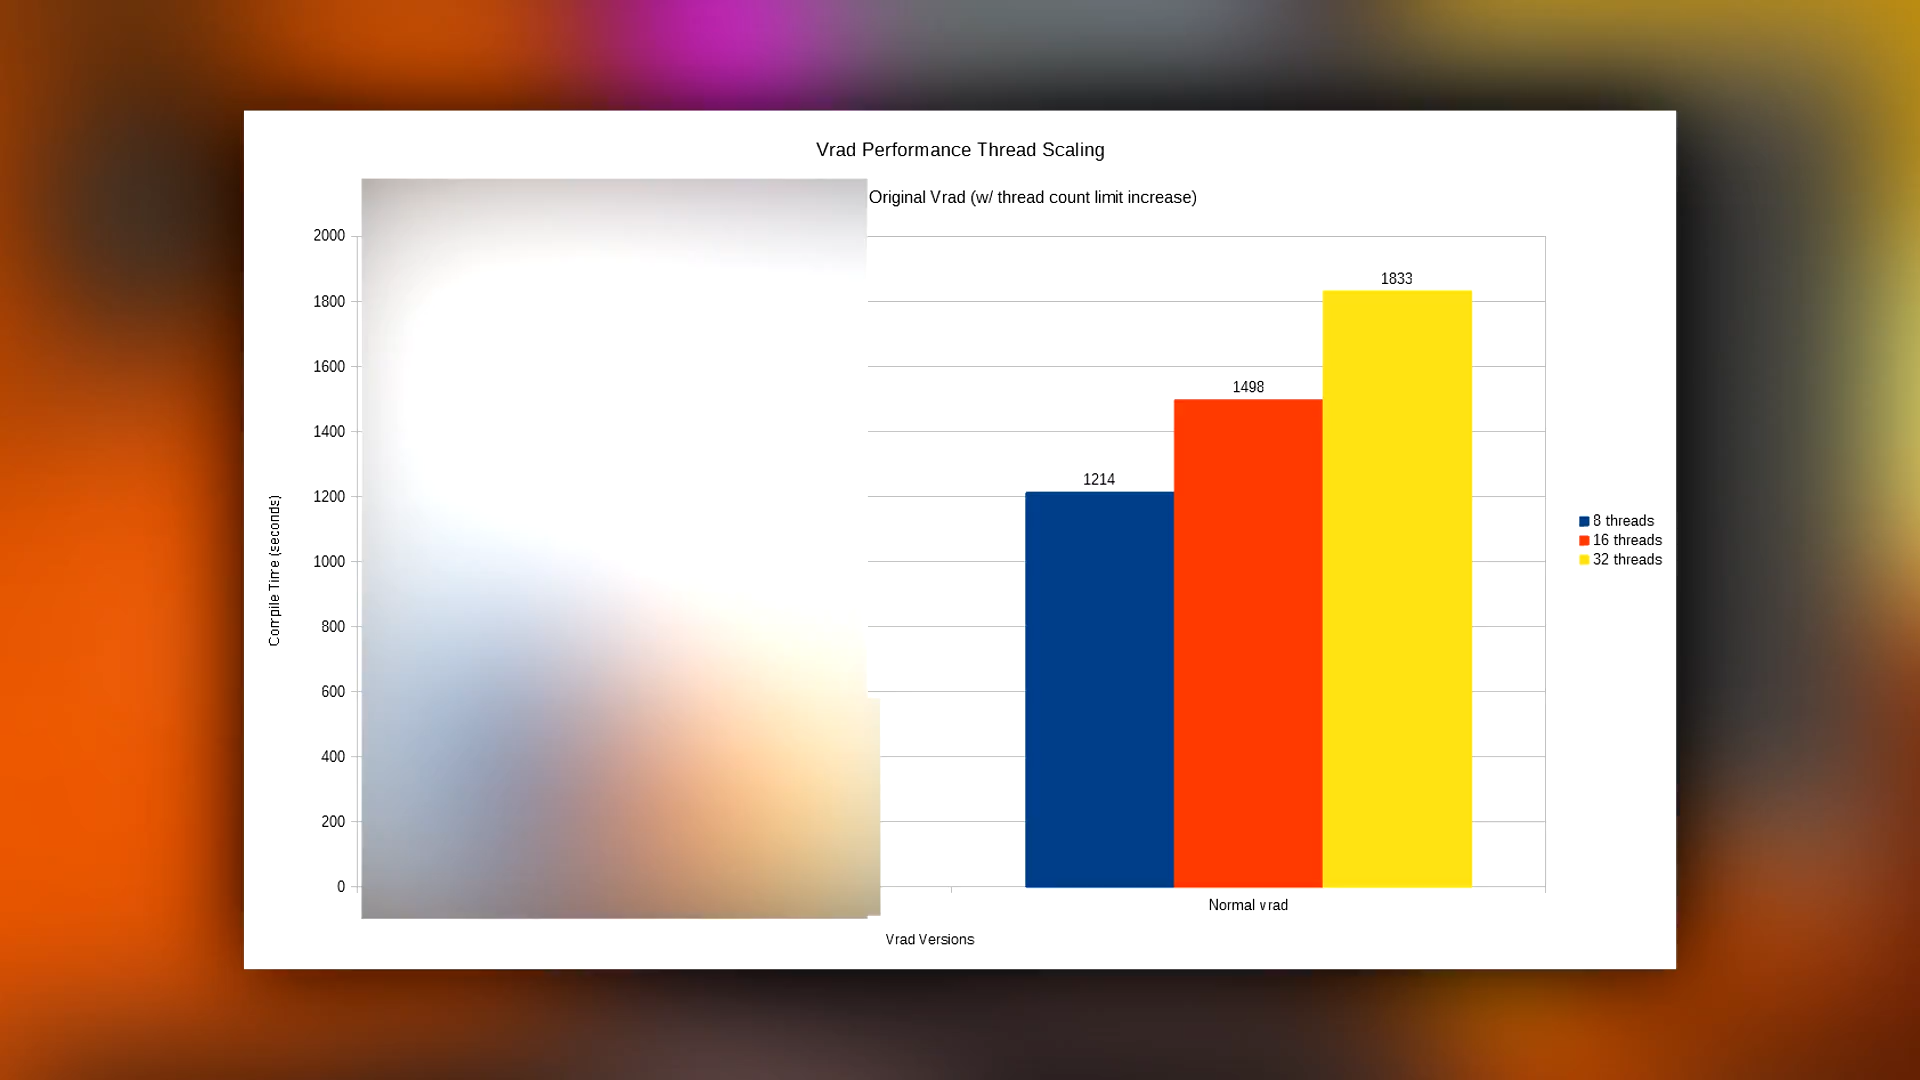 Vrad Performance Thread Scaling
Original Vrad (w/ thread count limit increase)
2000
1800
1600
1400
1200
1000
800
600
400
200
0
Compile Time (seconds)
1214
1498
1833
8 threads
16 threads
32 threads
Normal vrad
Vrad Versions